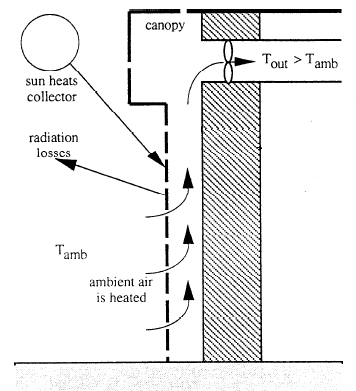 canopy
T_out > T_amb
sun heats
collector
radiation
losses
T_amb
ambient air
is heated